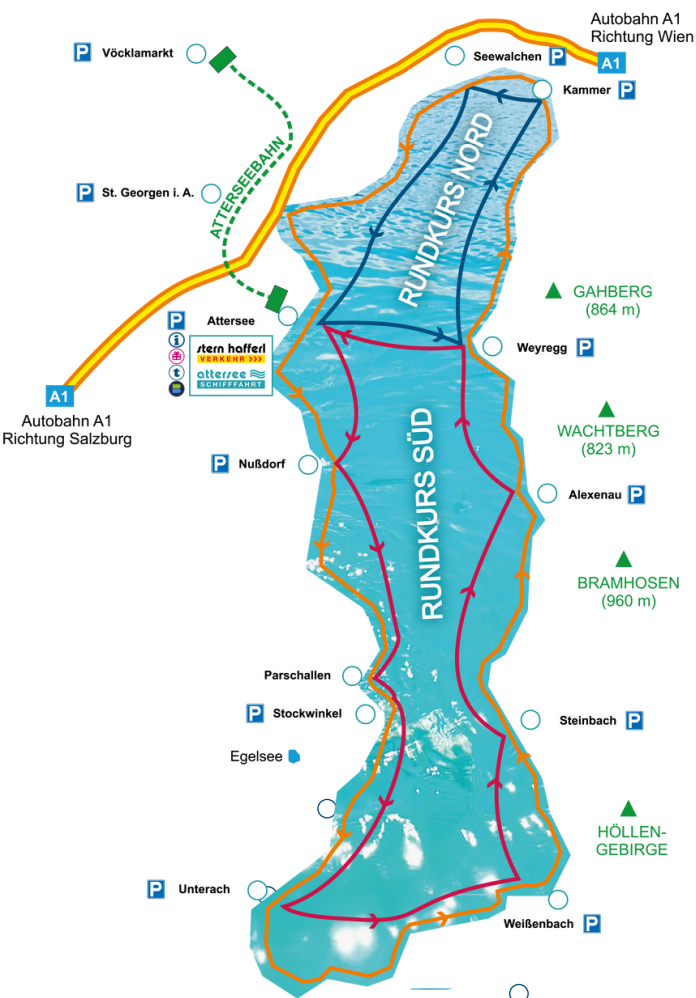 Autobahn A1
Richtung Wien
A1
P Vöcklamarkt
Seewalchen P
Kammer P
ATTERSEEBAHN
RUNDKURS NORD
P St. Georgen i. A.
GAHBERG
(864 m)
P Attersee
i
t
stern hafferl
VERKEHR >>>
attersee
SCHIFFFAHRT
Weyregg P
A1
Autobahn A1
Richtung Salzburg
WACHTBERG
(823 m)
RUNDKURS SÜD
P Nußdorf
Alexenau P
BRAMHOSEN
(960 m)
Parschallen
P Stockwinkel
Steinbach P
Egelsee
HÖLLEN-
GEBIRGE
P Unterach
Weißenbach P